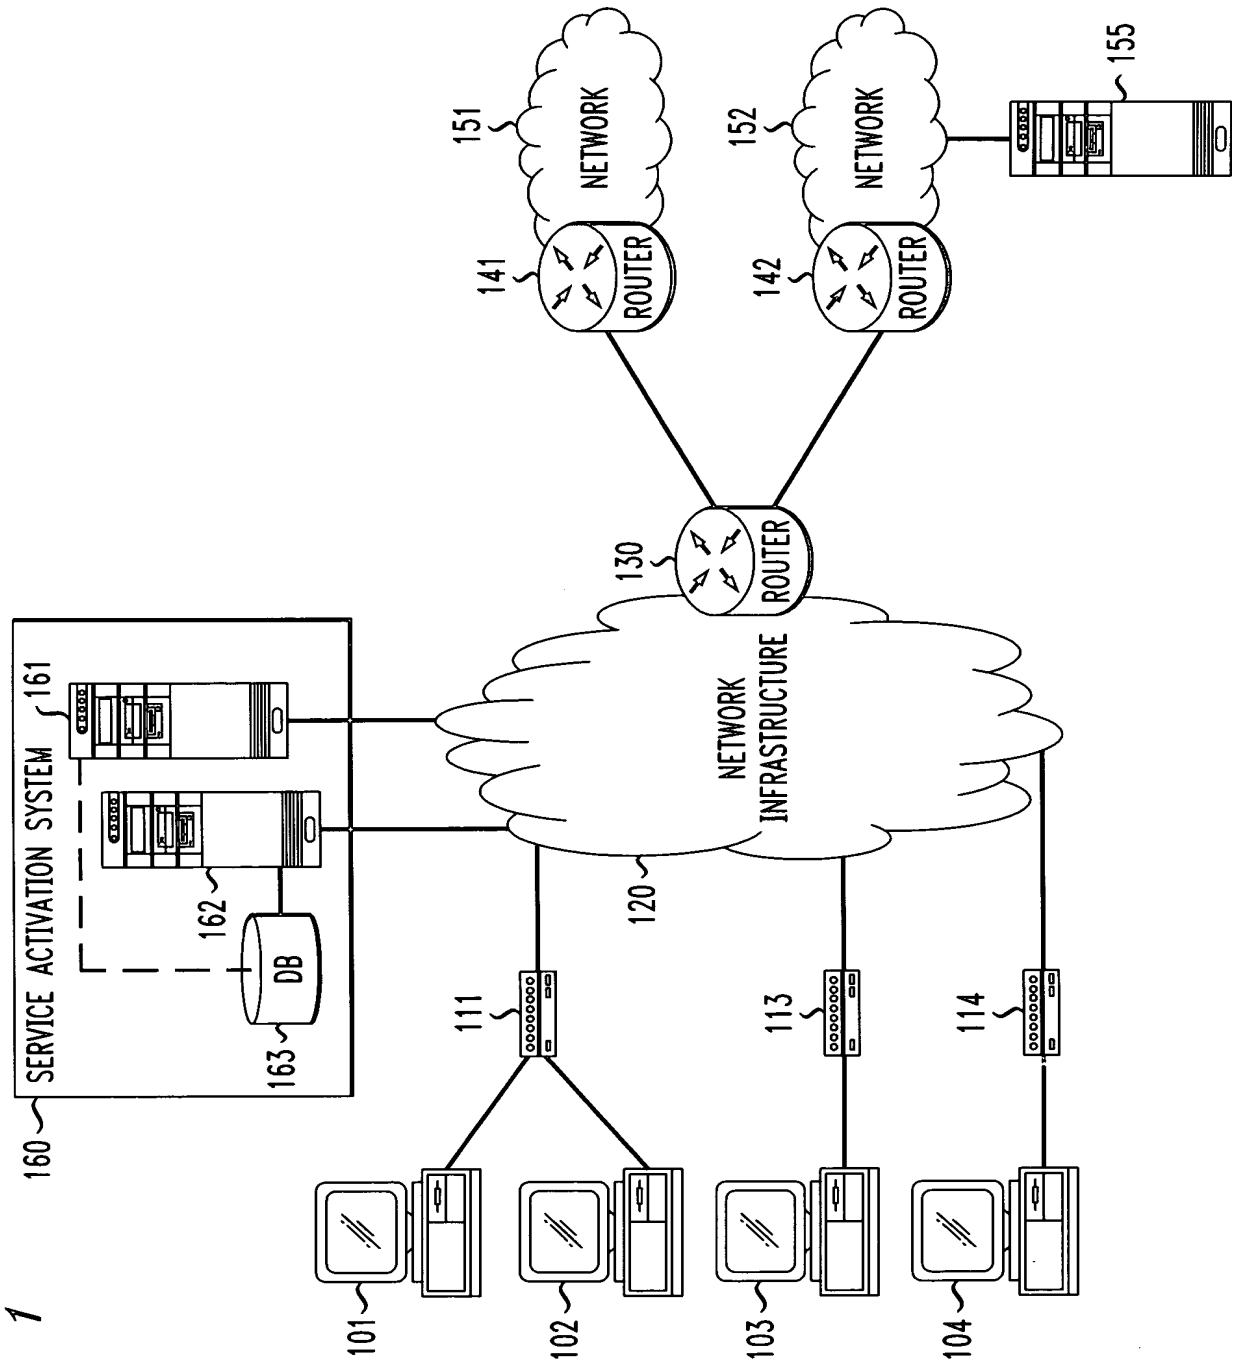 1
160
SERVICE ACTIVATION SYSTEM
161
162
163
DB
101
102
103
104
111
113
114
120
NETWORK
INFRASTRUCTURE
130
ROUTER
141
ROUTER
151
NETWORK
142
ROUTER
152
NETWORK
155